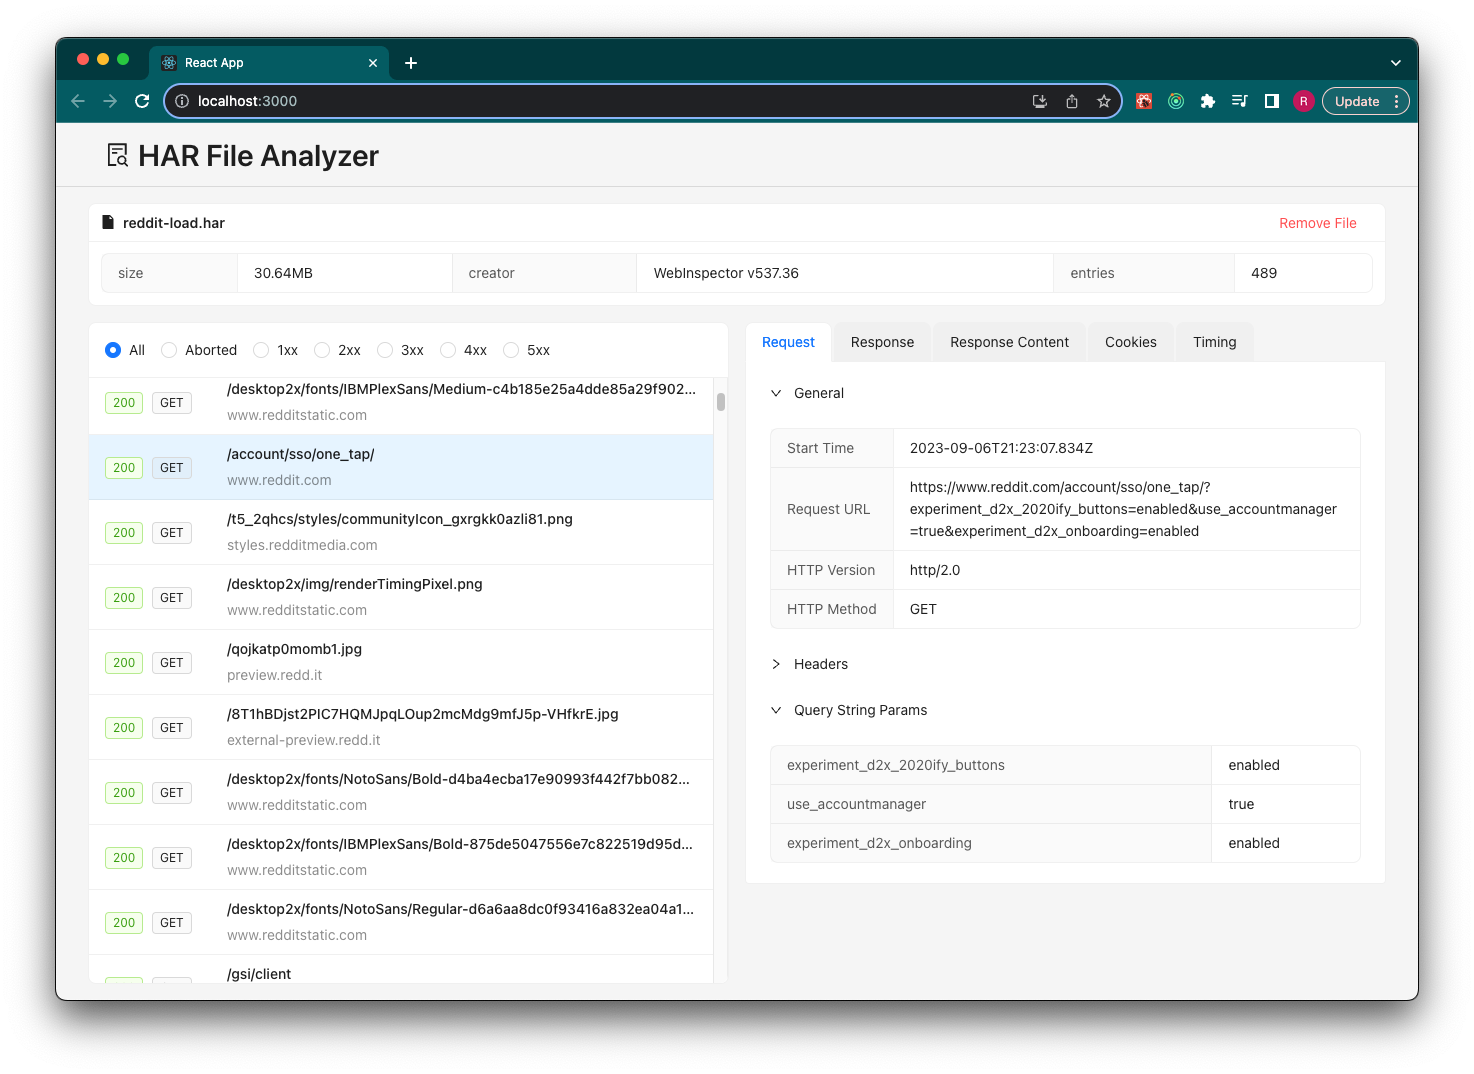 React App
localhost:3000
R
Update
HAR File Analyzer
reddit-load.har
Remove File
size 30.64MB creator WebInspector v537.36 entries 489
All Aborted 1xx 2xx 3xx 4xx 5xx
200 GET /desktop2x/fonts/IBMPlexSans/Medium-c4b185e25a4dde85a29f902...
www.redditstatic.com
200 GET /account/sso/one_tap/
www.reddit.com
200 GET /t5_2qhcs/styles/communityIcon_gxrgkk0azli81.png
styles.redditmedia.com
200 GET /desktop2x/img/renderTimingPixel.png
www.redditstatic.com
200 GET /qojkatp0momb1.jpg
preview.redd.it
200 GET /8T1hBDjst2PIC7HQMJpqLOup2mcMdg9mfJ5p-VHfkrE.jpg
external-preview.redd.it
200 GET /desktop2x/fonts/NotoSans/Bold-d4ba4ecba17e90993f442f7bb082...
www.redditstatic.com
200 GET /desktop2x/fonts/IBMPlexSans/Bold-875de5047556e7c822519d95d...
www.redditstatic.com
200 GET /desktop2x/fonts/NotoSans/Regular-d6a6aa8dc0f93416a832ea04a1...
www.redditstatic.com
/gsi/client
Request Response Response Content Cookies Timing
General
Start Time 2023-09-06T21:23:07.834Z
Request URL https://www.reddit.com/account/sso/one_tap/?
experiment_d2x_2020ify_buttons=enabled&use_accountmanager
=true&experiment_d2x_onboarding=enabled
HTTP Version http/2.0
HTTP Method GET
Headers
Query String Params
experiment_d2x_2020ify_buttons enabled
use_accountmanager true
experiment_d2x_onboarding enabled